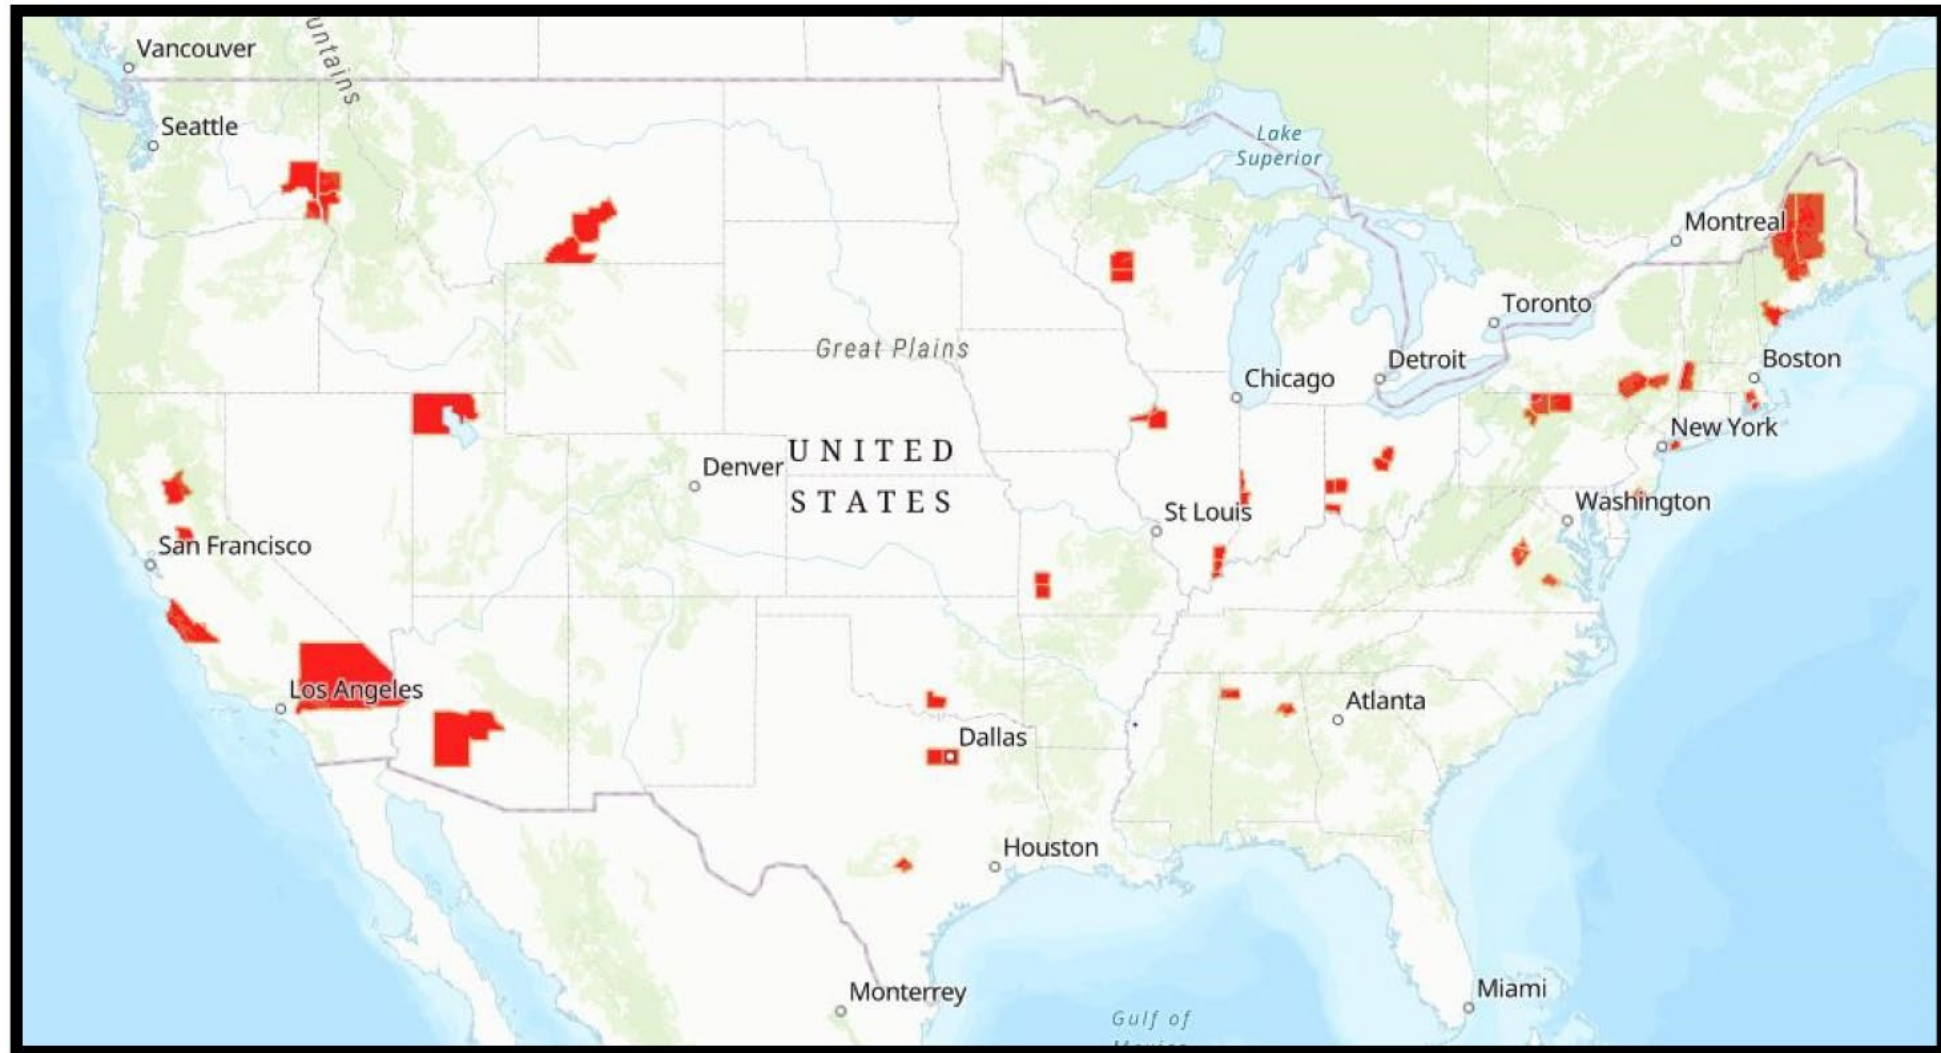 Vancouver
untains
Seattle
Lake
Superior
Montreal
Toronto
Great Plains
Detroit
Boston
Chicago
New York
UNITED
Denver
STATES
Washington
St Louis
San Francisco
Los Angeles
Atlanta
Dallas
Houston
Miami
Monterrey
Gulf of